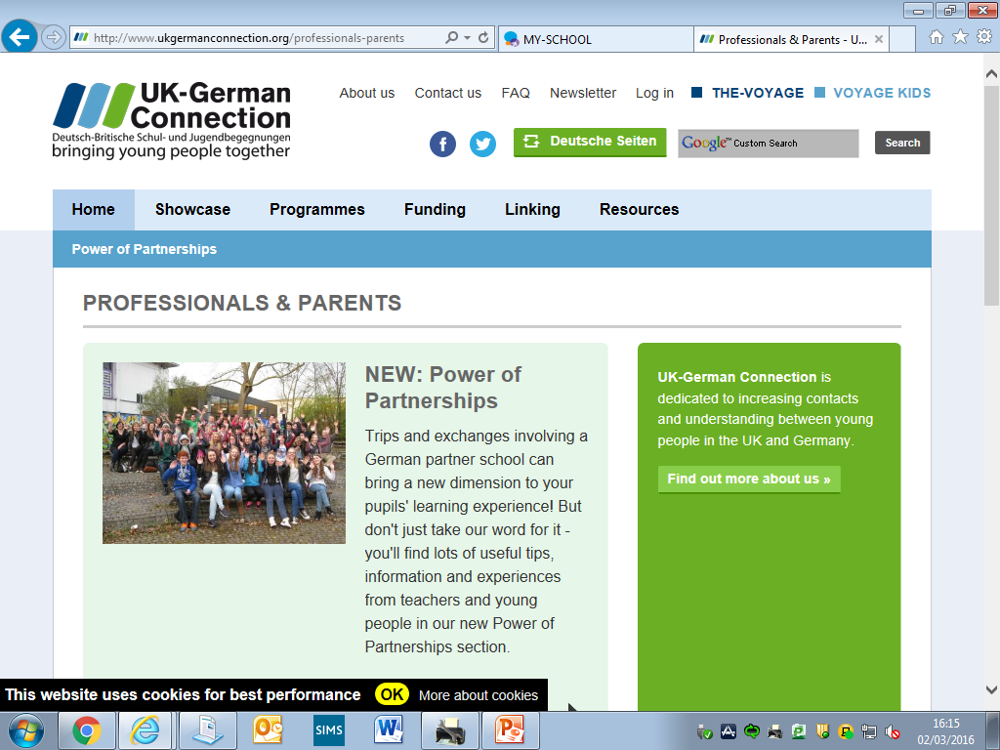 http://www.ukgermanconnection.org/professionals-parents
MY-SCHOOL
Professionals & Parents - U...
UK-German
Connection
Deutsch-Britische Schul- und Jugendbegegnungen
bringing young people together
About us Contact us FAQ Newsletter Log in THE-VOYAGE VOYAGE KIDS
f Deutsche Seiten Google™ Custom Search Search
Home Showcase Programmes Funding Linking Resources
Power of Partnerships
PROFESSIONALS & PARENTS
NEW: Power of
Partnerships
Trips and exchanges involving a
German partner school can
bring a new dimension to your
pupils' learning experience! But
don't just take our word for it -
you'll find lots of useful tips,
information and experiences
from teachers and young
people in our new Power of
Partnerships section.
UK-German Connection is
dedicated to increasing contacts
and understanding between young
people in the UK and Germany.
Find out more about us »
This website uses cookies for best performance OK More about cookies
SIMS
16:15
02/03/2016